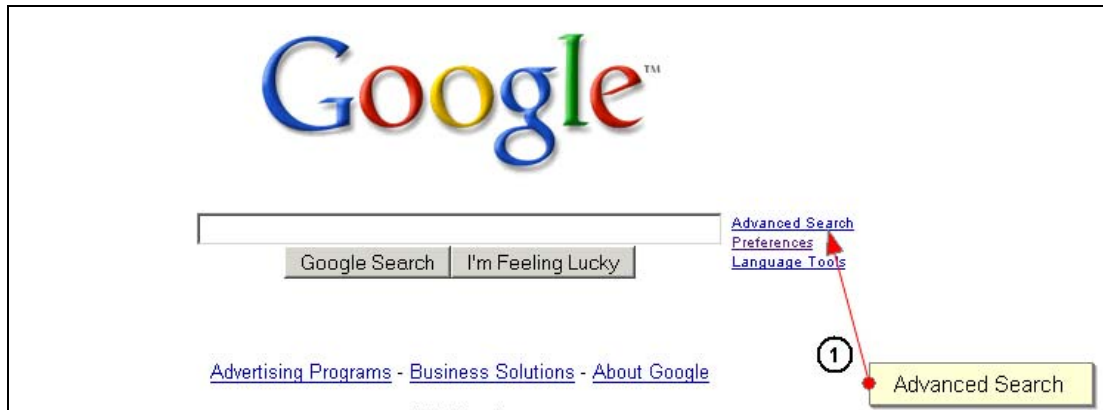 Google™
Advanced Search
Preferences
Language Tools
Google Search I'm Feeling Lucky
Advertising Programs - Business Solutions - About Google
1
Advanced Search